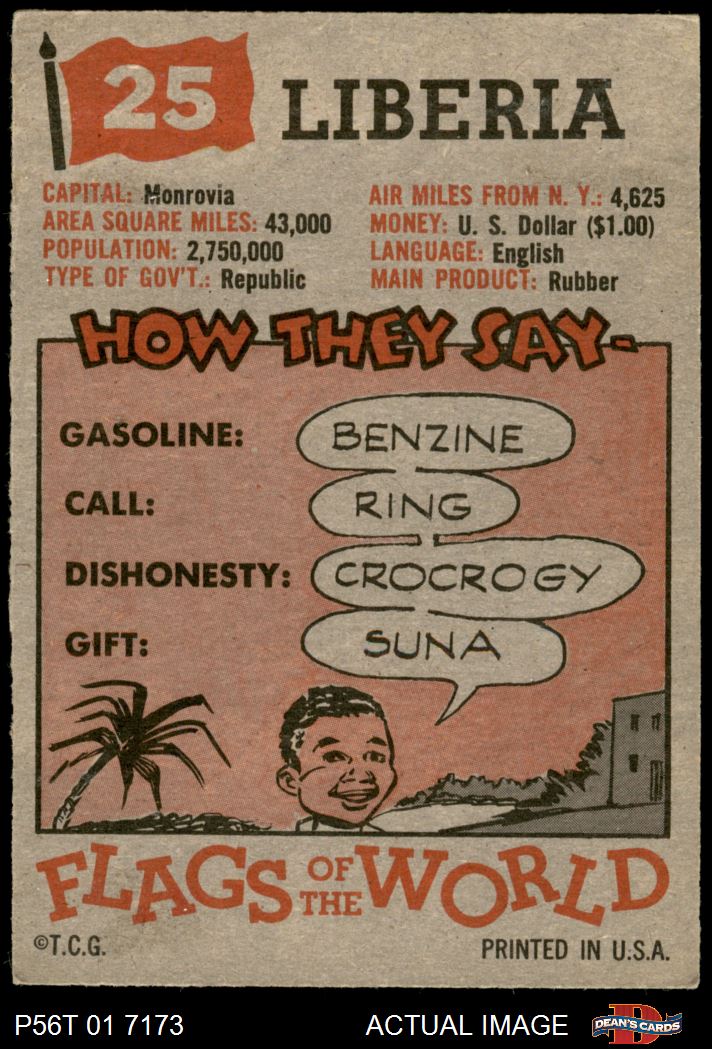 25 LIBERIA
CAPITAL: Monrovia
AREA SQUARE MILES: 43,000
POPULATION: 2,750,000
TYPE OF GOV'T.: Republic
AIR MILES FROM N. Y.: 4,625
MONEY: U. S. Dollar ($1.00)
LANGUAGE: English
MAIN PRODUCT: Rubber
HOW THEY SAY-
GASOLINE: BENZINE
CALL: RING
DISHONESTY: CROCROGY
GIFT: SUNA
FLAGS OF THE WORLD
©T.C.G. PRINTED IN U.S.A.
P56T 01 7173 ACTUAL IMAGE D DEAN'S CARDS